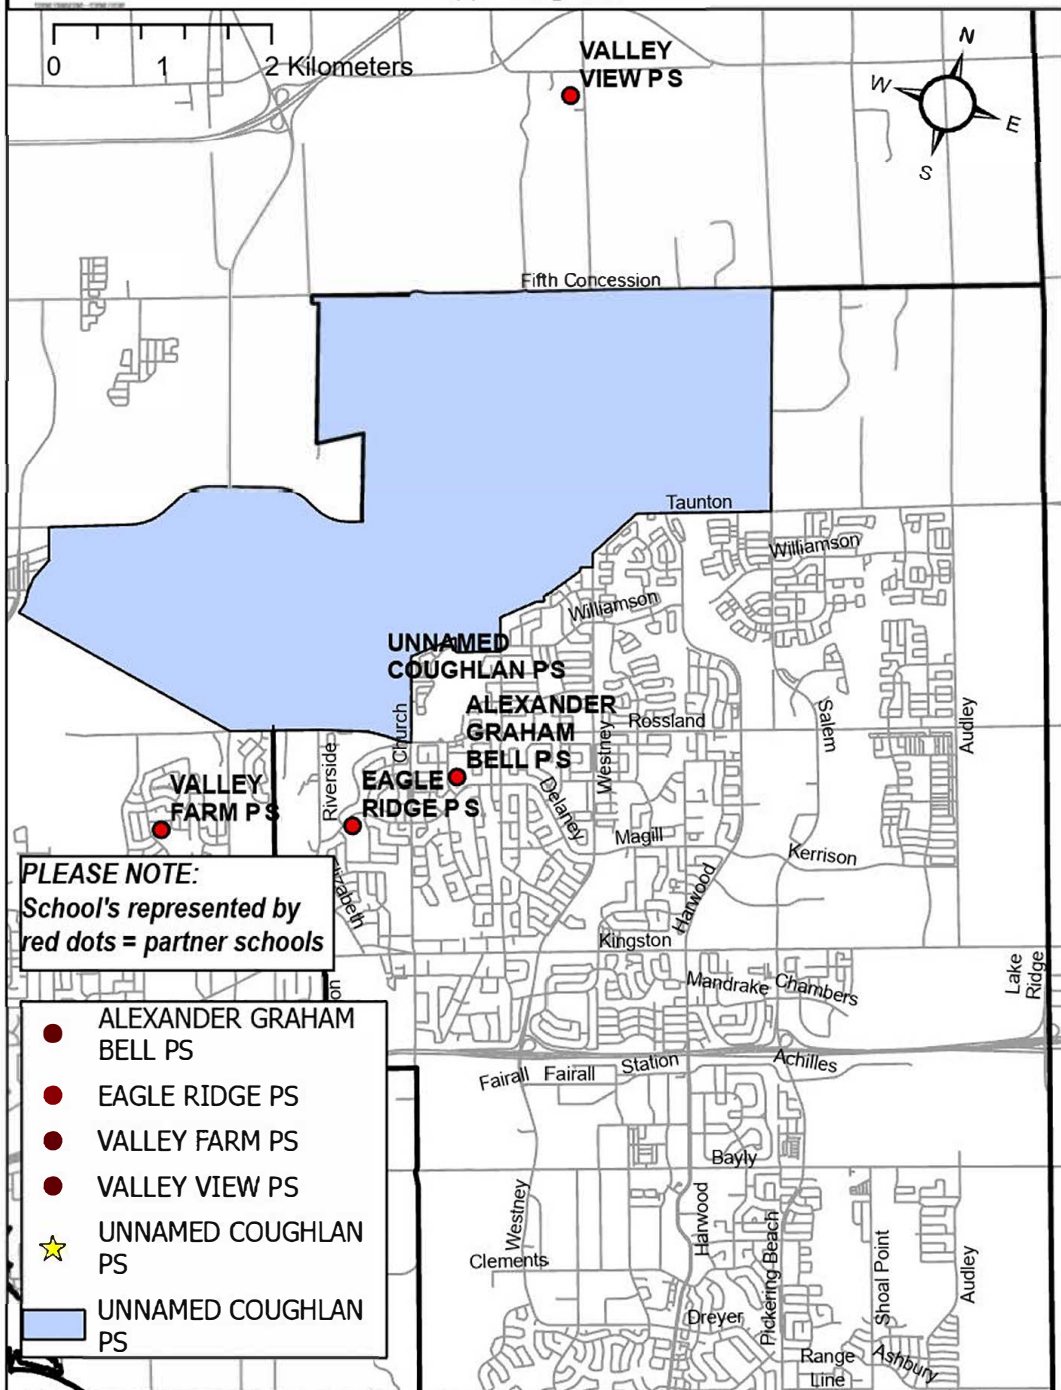 0 1 2 Kilometers
VALLEY
VIEW P S
N
W
E
S
Fifth Concession
Taunton
Williamson
Williamson
UNNAMED
COUGHLAN PS
ALEXANDER
GRAHAM
BELL P S
Rossland
Church
Westney
Salem
Audley
Riverside
EAGLE
RIDGE P S
VALLEY
FARM P S
Delaney
Magill
Kerrison
Harwood
PLEASE NOTE:
School's represented by
red dots = partner schools
Kingston
Mandrake
Chambers
Lake
Ridge
Fairall
Fairall
Station
Achilles
Bayly
Westney
Harwood
Pickering Beach
Shoal Point
Audley
Clements
Dreyer
Range
Line
Ashbury
ALEXANDER GRAHAM
BELL PS
EAGLE RIDGE PS
VALLEY FARM PS
VALLEY VIEW PS
UNNAMED COUGHLAN
PS
UNNAMED COUGHLAN
PS